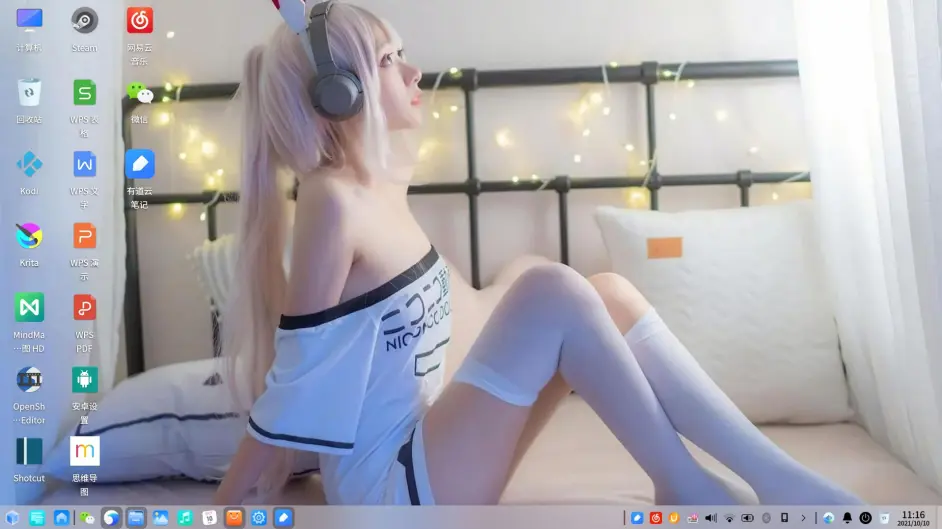 计算机
Steam
网易云
音乐
回收站
WPS 表
格
微信
Kodi
WPS 文
字
有道云
笔记
Krita
WPS 演
示
MindMa
…图 HD
WPS
PDF
OpenSh
…Editor
安卓设
置
Shotcut
思维导
图
11:16
2021/10/10